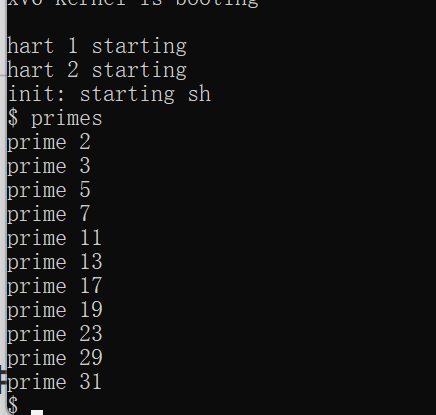 xv6 kernel is booting
hart 1 starting
hart 2 starting
init: starting sh
$ primes
prime 2
prime 3
prime 5
prime 7
prime 11
prime 13
prime 17
prime 19
prime 23
prime 29
prime 31
$